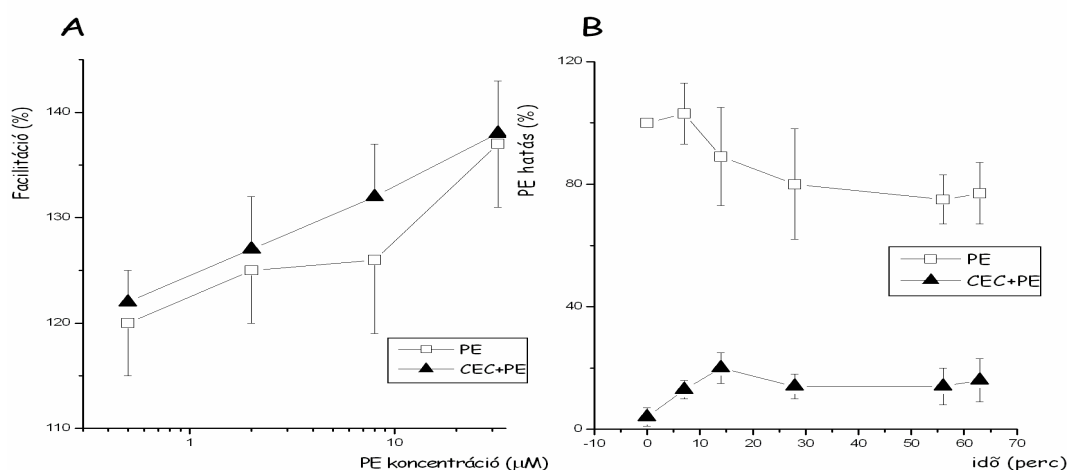 A
Facilitáció (%)
140
130
120
110
1
10
PE koncentráció (µM)
PE
CEC+PE
B
PE hatás (%)
120
80
40
0
-10 0 10 20 30 40 50 60 70
idõ (perc)
PE
CEC+PE